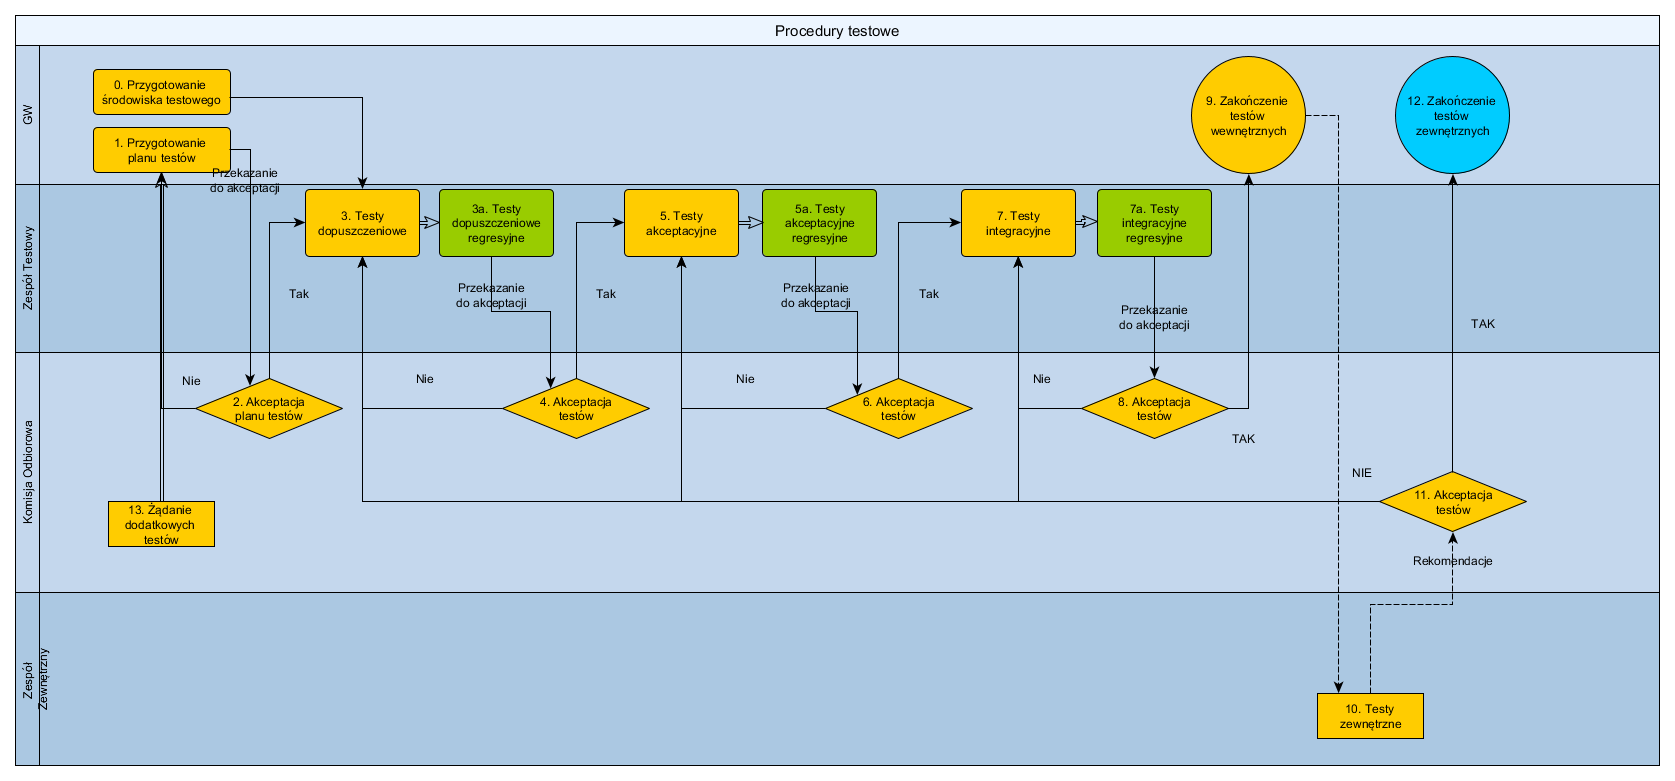 Procedury testowe
GW
0. Przygotowanie
środowiska testowego
1. Przygotowanie
planu testów
Przekazanie
do akceptacji
9. Zakończenie
testów
wewnętrznych
12. Zakończenie
testów
zewnętrznych
Zespół Testowy
3. Testy
dopuszczeniowe
3a. Testy
dopuszczeniowe
regresyjne
5. Testy
akceptacyjne
5a. Testy
akceptacyjne
regresyjne
7. Testy
integracyjne
7a. Testy
integracyjne
regresyjne
Tak
Przekazanie
do akceptacji
Tak
Przekazanie
do akceptacji
Tak
Przekazanie
do akceptacji
TAK
Komisja Odbiorowa
Nie
2. Akceptacja
planu testów
Nie
4. Akceptacja
testów
Nie
6. Akceptacja
testów
Nie
8. Akceptacja
testów
TAK
NIE
11. Akceptacja
testów
13. Żądanie
dodatkowych
testów
Rekomendacje
Zespół
Zewnętrzny
10. Testy
zewnętrzne